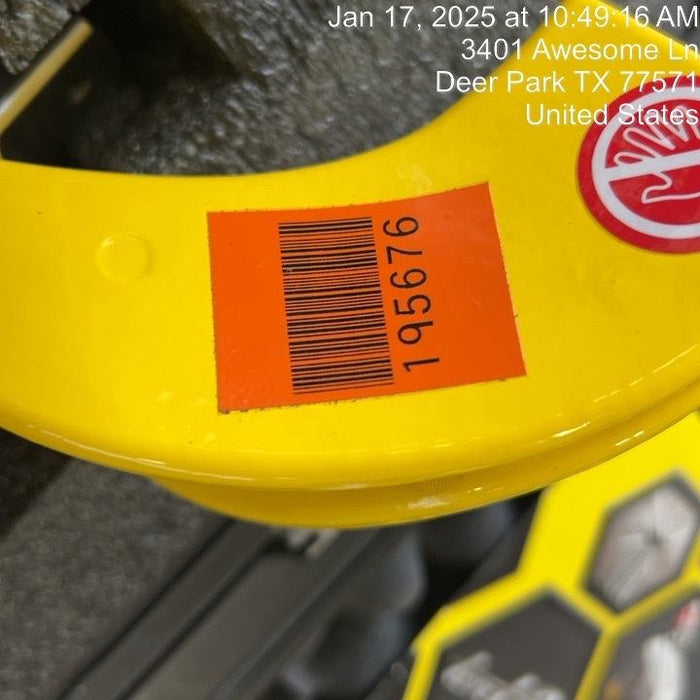 Jan 17, 2025 at 10:49:16 AM
3401 Awesome Ln
Deer Park TX 77571
United States
195676